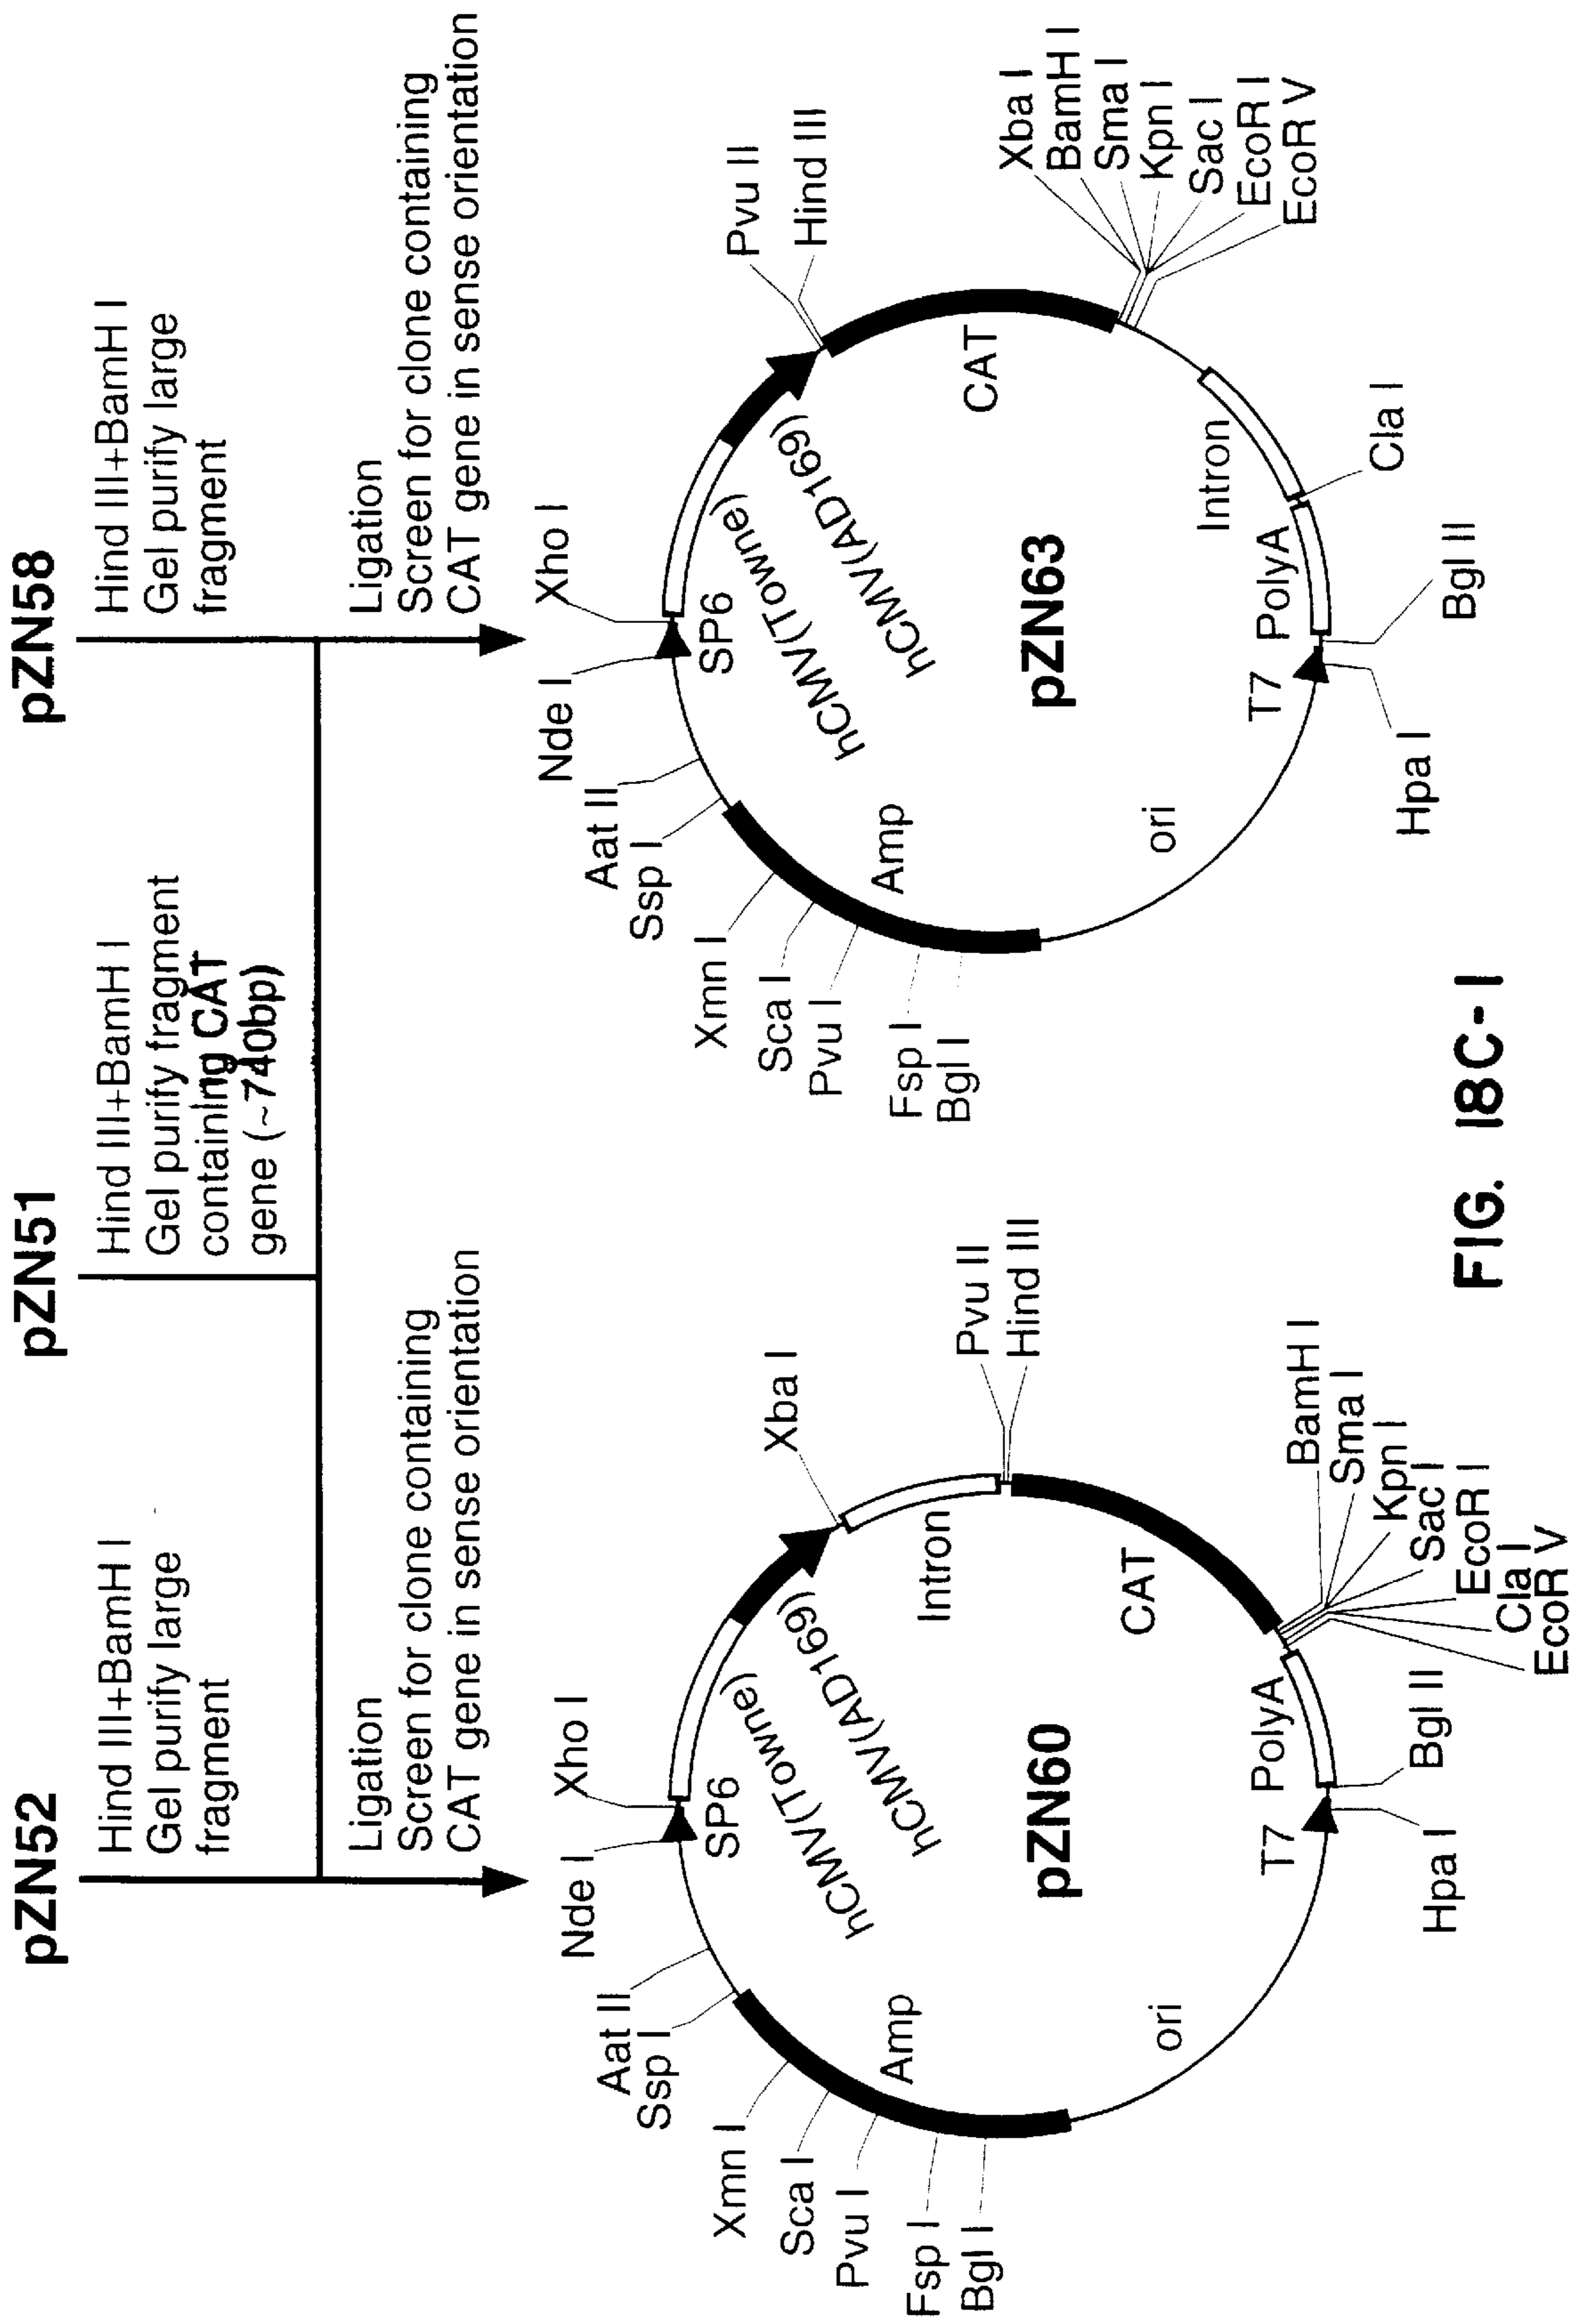 pZN52
Hind III+BamH I
Gel purify large
fragment
pZN51
Hind III+BamH I
Gel purify fragment
containing CAT
gene (~740bp)
pZN58
Hind III+BamH I
Gel purify large
fragment
Ligation
Screen for clone containing
CAT gene in sense orientation
Ligation
Screen for clone containing
CAT gene in sense orientation
Nde I
Xho I
Aat II
Ssp I
Xmn I
Sca I
Pvu I
Fsp I
Bgl I
SP6
hCMV(Towne)
hCMV(AD169)
Xba I
Intron
Pvu II
Hind III
CAT
Amp
pZN60
ori
T7
PolyA
BamH I
Sma I
Kpn I
Sac I
EcoR I
Cla I
EcoR V
Bgl II
Hpa I
Nde I
Xho I
Aat II
Ssp I
Xmn I
Sca I
Pvu I
Fsp I
Bgl I
SP6
hCMV(Towne)
hCMV(AD169)
Pvu II
Hind III
CAT
Amp
pZN63
ori
T7
PolyA
Intron
Xba I
BamH I
Sma I
Kpn I
Sac I
EcoR I
EcoR V
Cla I
Bgl II
Hpa I
FIG. 18C-1